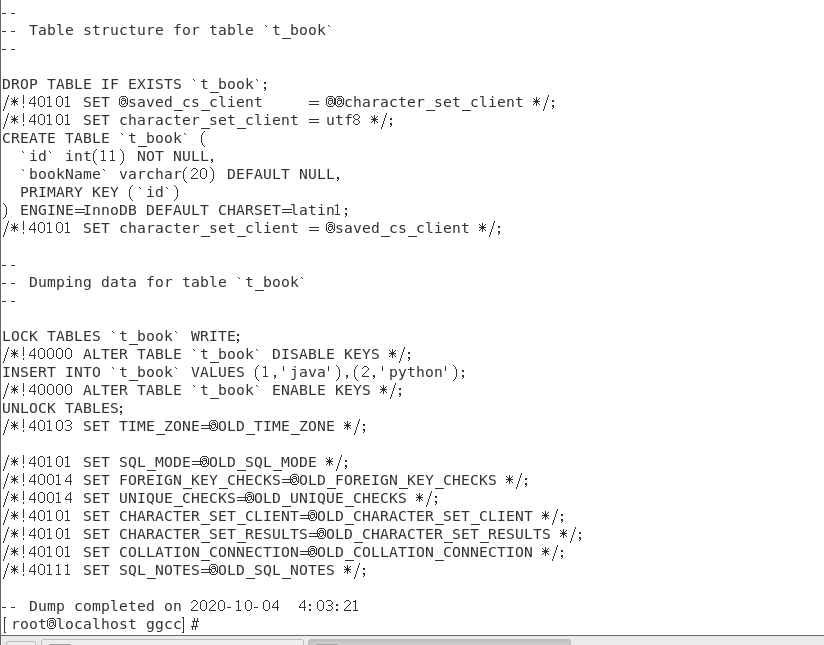 --
-- Table structure for table `t_book`
--
DROP TABLE IF EXISTS `t_book`;
/*!40101 SET @saved_cs_client     = @@character_set_client */;
/*!40101 SET character_set_client = utf8 */;
CREATE TABLE `t_book` (
  `id` int(11) NOT NULL,
  `bookName` varchar(20) DEFAULT NULL,
  PRIMARY KEY (`id`)
) ENGINE=InnoDB DEFAULT CHARSET=latin1;
/*!40101 SET character_set_client = @saved_cs_client */;
--
-- Dumping data for table `t_book`
--
LOCK TABLES `t_book` WRITE;
/*!40000 ALTER TABLE `t_book` DISABLE KEYS */;
INSERT INTO `t_book` VALUES (1,'java'),(2,'python');
/*!40000 ALTER TABLE `t_book` ENABLE KEYS */;
UNLOCK TABLES;
/*!40103 SET TIME_ZONE=@OLD_TIME_ZONE */;
/*!40101 SET SQL_MODE=@OLD_SQL_MODE */;
/*!40014 SET FOREIGN_KEY_CHECKS=@OLD_FOREIGN_KEY_CHECKS */;
/*!40014 SET UNIQUE_CHECKS=@OLD_UNIQUE_CHECKS */;
/*!40101 SET CHARACTER_SET_CLIENT=@OLD_CHARACTER_SET_CLIENT */;
/*!40101 SET CHARACTER_SET_RESULTS=@OLD_CHARACTER_SET_RESULTS */;
/*!40101 SET COLLATION_CONNECTION=@OLD_COLLATION_CONNECTION */;
/*!40111 SET SQL_NOTES=@OLD_SQL_NOTES */;
-- Dump completed on 2020-10-04  4:03:21
[root@localhost ggcc]#